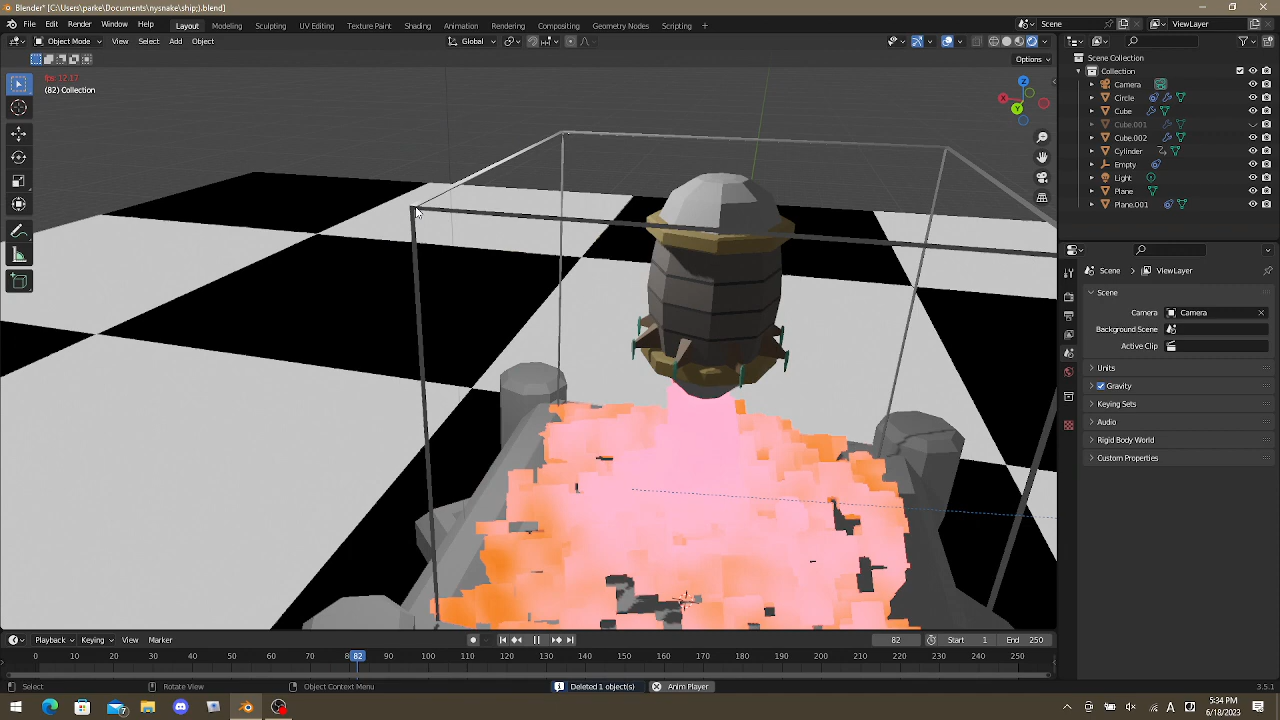 Blender* [C:\Users\parke\Documents\nysnake\ship;).blend]
File Edit Render Window Help Layout Modeling Sculpting UV Editing Texture Paint Shading Animation Rendering Compositing Geometry Nodes Scripting + Scene ViewLayer
Object Mode View Select Add Object Global
Options
fps: 12.17
(82) Collection
Z
X
Y
Scene Collection
Collection
Camera
Circle
Cube
Cube.001
Cube.002
Cylinder
Empty
Light
Plane
Plane.001
Scene ViewLayer
Scene
Camera Camera
Background Scene
Active Clip
Units
Gravity
Keying Sets
Audio
Rigid Body World
Custom Properties
Playback Keying View Marker 82 Start 1 End 250
0 10 20 30 40 50 60 70 8 82 90 100 110 120 130 140 150 160 170 180 190 200 210 220 230 240 250
Select Rotate View Object Context Menu Deleted 1 object(s) Anim Player 3.5.1
5:34 PM
6/18/2023